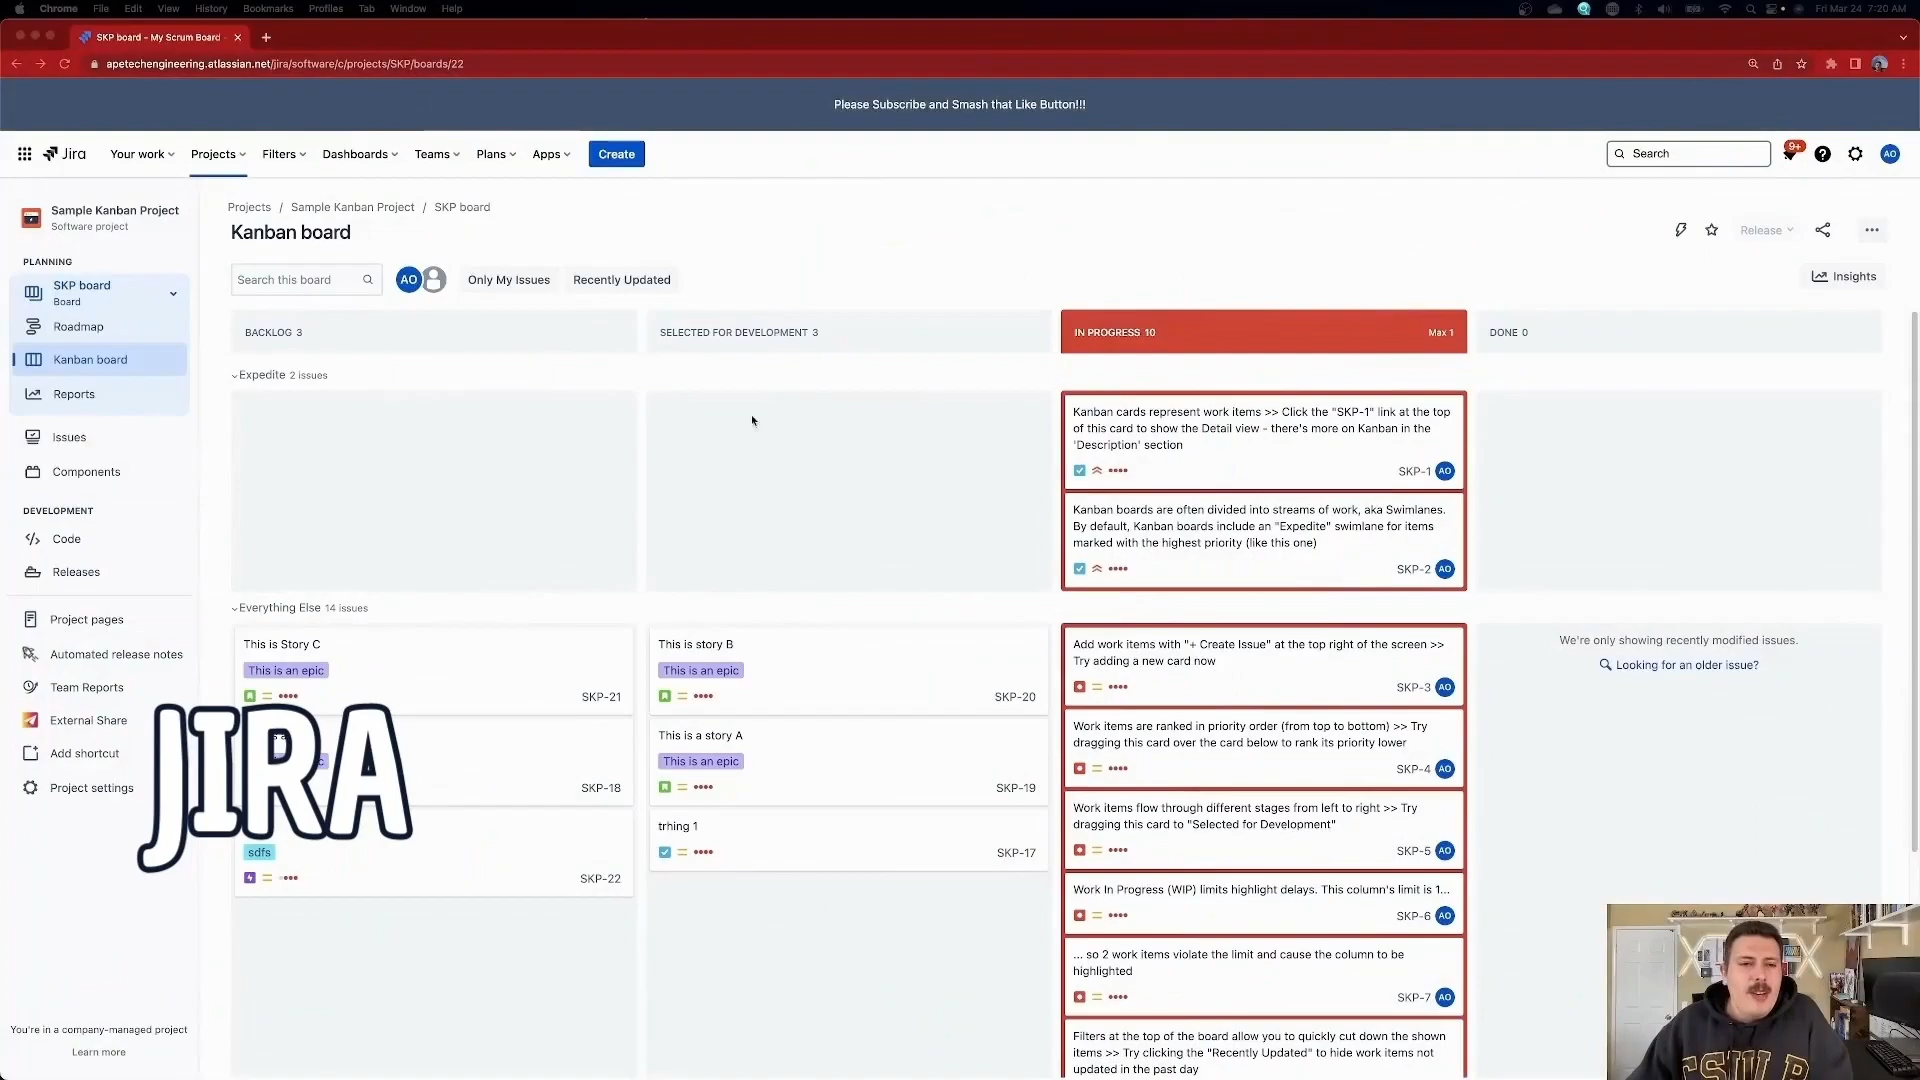 Chrome File Edit View History Bookmarks Profiles Tab Window Help
Fri Mar 24 7:20 AM
SKP board - My Scrum Board -
apetechengineering.atlassian.net/jira/software/c/projects/SKP/boards/22
Please Subscribe and Smash that Like Button!!!
Jira Your work Projects Filters Dashboards Teams Plans Apps Create
Search
9+
AO
Sample Kanban Project
Software project
PLANNING
SKP board
Board
Roadmap
Kanban board
Reports
Issues
Components
DEVELOPMENT
Code
Releases
Project pages
Automated release notes
Team Reports
External Share
Add shortcut
Project settings
You're in a company-managed project
Learn more
Projects / Sample Kanban Project / SKP board
Kanban board
Release
Search this board
AO
Only My Issues
Recently Updated
Insights
BACKLOG 3
SELECTED FOR DEVELOPMENT 3
IN PROGRESS 10
Max 1
DONE 0
Expedite 2 issues
Kanban cards represent work items >> Click the "SKP-1" link at the top
of this card to show the Detail view - there's more on Kanban in the
'Description' section
SKP-1 AO
Kanban boards are often divided into streams of work, aka Swimlanes.
By default, Kanban boards include an "Expedite" swimlane for items
marked with the highest priority (like this one)
SKP-2 AO
Everything Else 14 issues
This is Story C
This is an epic
SKP-21
SKP-18
sdfs
SKP-22
This is story B
This is an epic
SKP-20
This is a story A
This is an epic
SKP-19
trhing 1
SKP-17
Add work items with "+ Create Issue" at the top right of the screen >>
Try adding a new card now
SKP-3 AO
Work items are ranked in priority order (from top to bottom) >> Try
dragging this card over the card below to rank its priority lower
SKP-4 AO
Work items flow through different stages from left to right >> Try
dragging this card to "Selected for Development"
SKP-5 AO
Work In Progress (WIP) limits highlight delays. This column's limit is 1...
SKP-6 AO
... so 2 work items violate the limit and cause the column to be
highlighted
SKP-7 AO
Filters at the top of the board allow you to quickly cut down the shown
items >> Try clicking the "Recently Updated" to hide work items not
updated in the past day
We're only showing recently modified issues.
Looking for an older issue?
JIRA